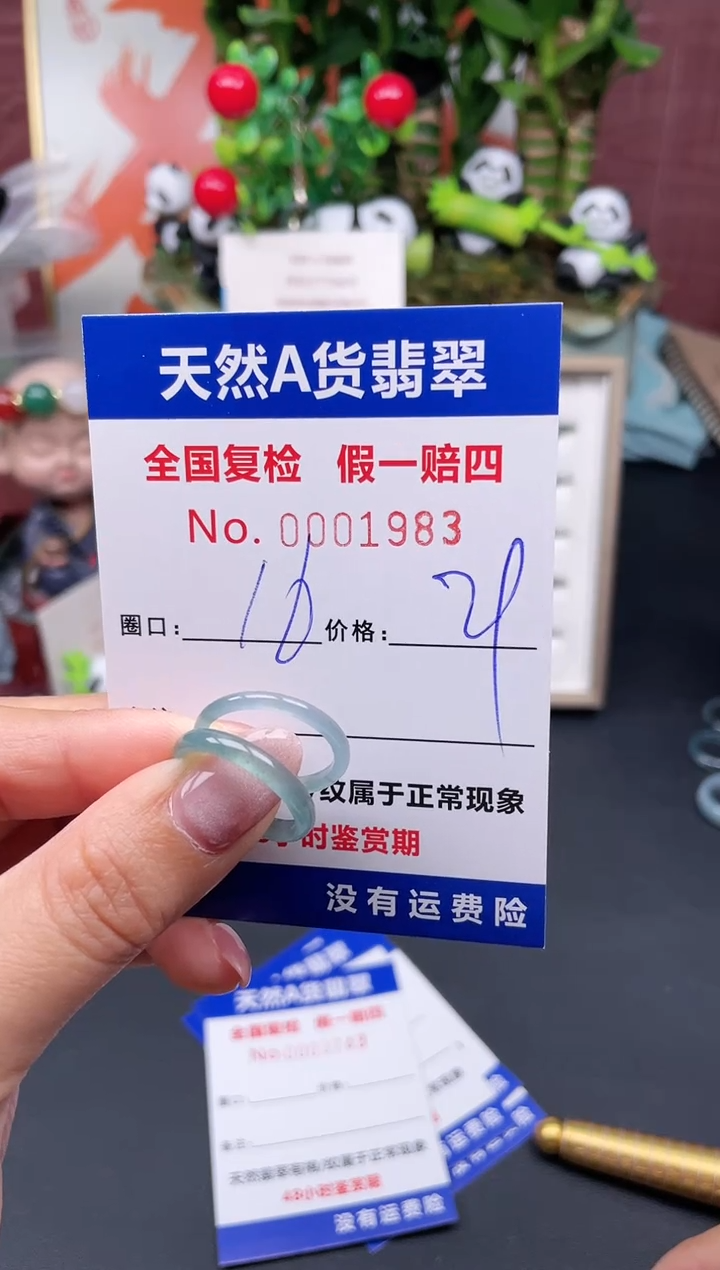 天然A货翡翠
全国复检 假一赔四
No. 0001983
圈口: 16 价格:
纹属于正常现象
小时鉴赏期
没有运费险
天然A货翡翠
全国复检 假一赔四
天然翡翠有棉/纹属于正常现象
48小时鉴赏期
没有运费险
运费险